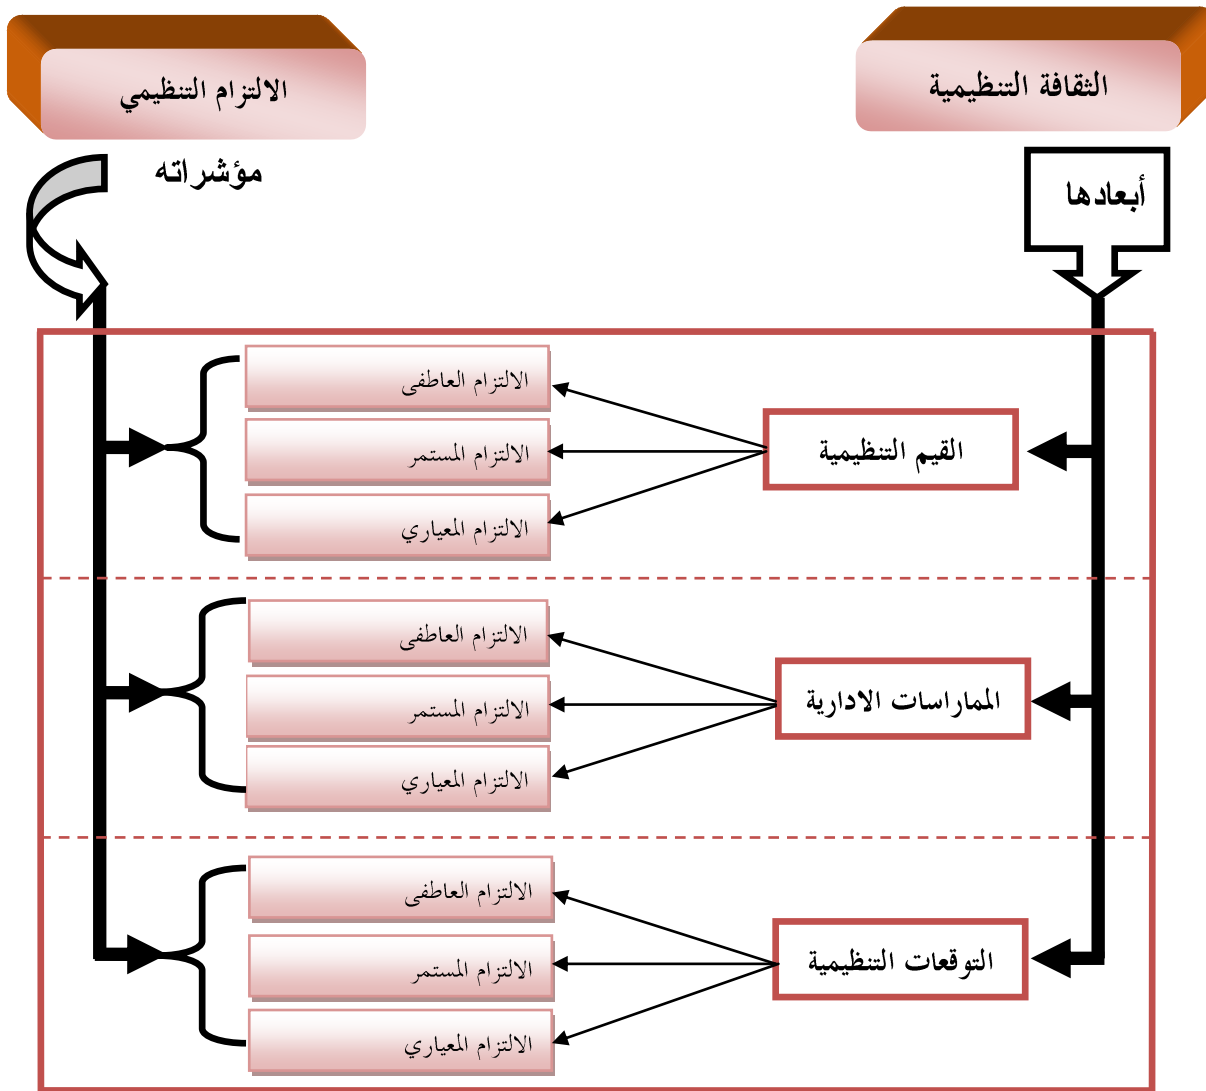 الثقافة التنظيمية
الالتزام التنظيمي
أبعادها
مؤشراته
القيم التنظيمية
الالتزام العاطفى
الالتزام المستمر
الالتزام المعياري
المماراسات الادارية
الالتزام العاطفى
الالتزام المستمر
الالتزام المعياري
التوقعات التنظيمية
الالتزام العاطفى
الالتزام المستمر
الالتزام المعياري